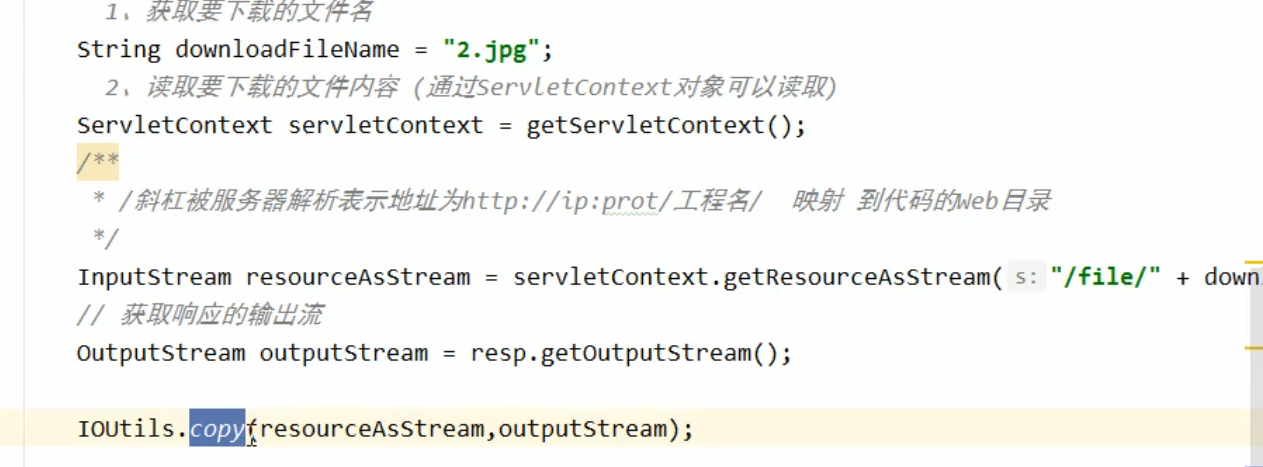 1、获取要下载的文件名
String downloadFileName = "2.jpg";
2、读取要下载的文件内容 (通过ServletContext对象可以读取)
ServletContext servletContext = getServletContext();
/**
* /斜杠被服务器解析表示地址为http://ip:prot/工程名/  映射 到代码的Web目录
*/
InputStream resourceAsStream = servletContext.getResourceAsStream( s: "/file/" + down
// 获取响应的输出流
OutputStream outputStream = resp.getOutputStream();
IOUtils.copy(resourceAsStream,outputStream);